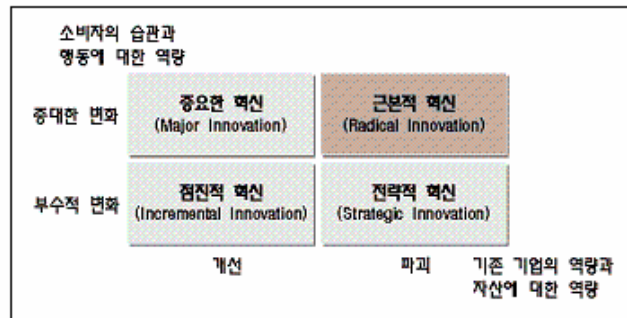 소비자의 습관과
행동에 대한 역량
중대한 변화
중요한 혁신
(Major Innovation)
근본적 혁신
(Radical Innovation)
부수적 변화
점진적 혁신
(Incremental Innovation)
전략적 혁신
(Strategic Innovation)
개선
파괴
기존 기업의 역량과
자산에 대한 역량